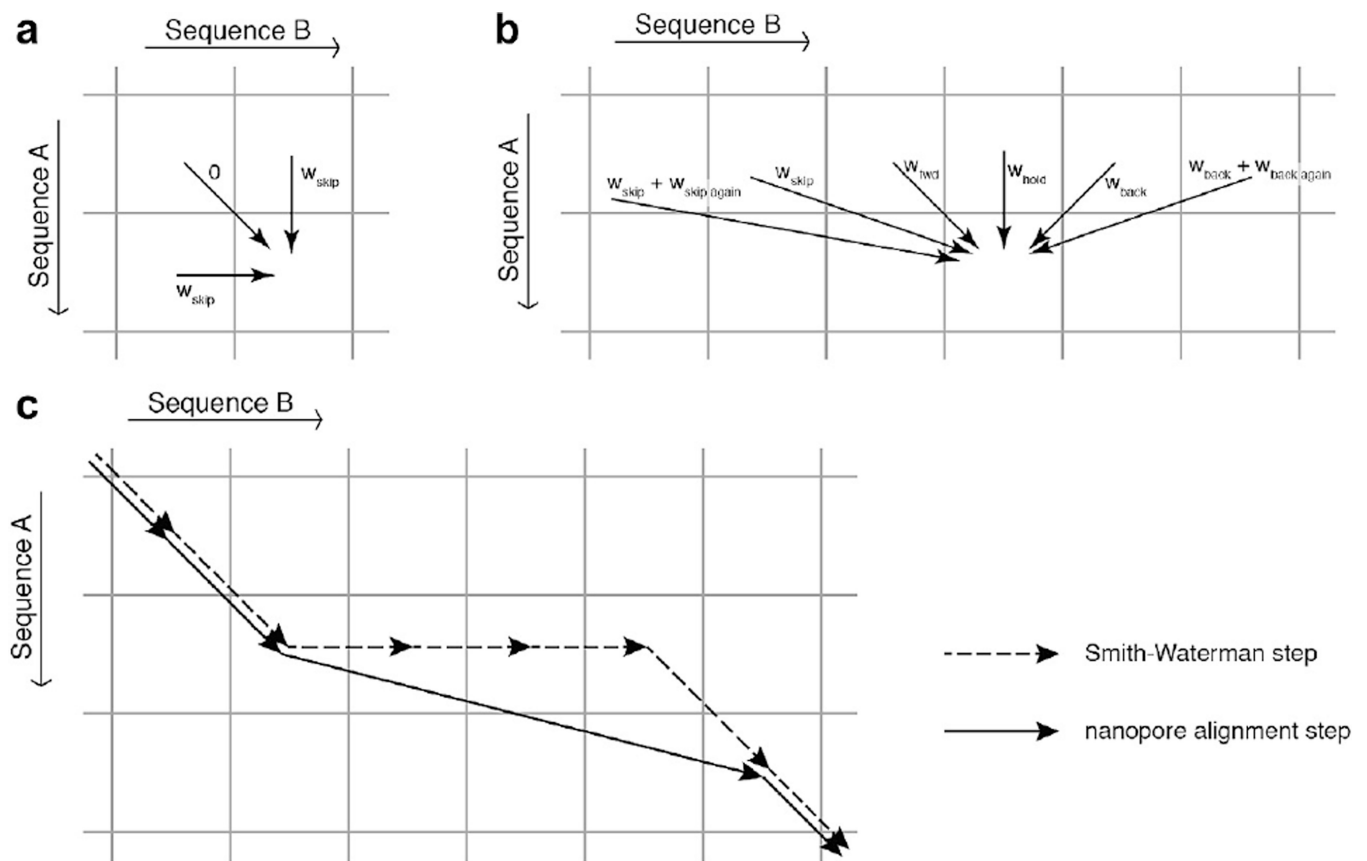 a
Sequence B
Sequence A
0
wskip
wskip
b
Sequence B
Sequence A
wskip + wskip again
wskip
wfwd
whold
wback
wback + wback again
c
Sequence B
Sequence A
Smith-Waterman step
nanopore alignment step